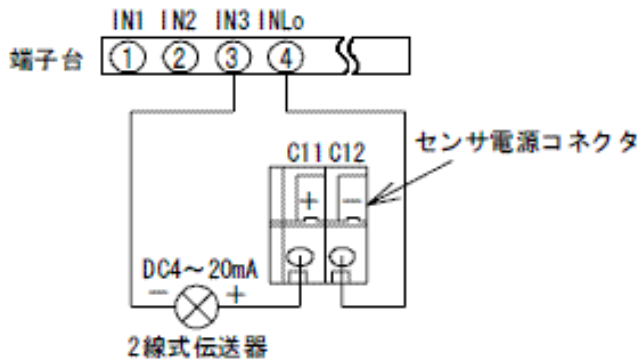 IN1 IN2 IN3 INLo
端子台 ① ② ③ ④
C11 C12
センサ電源コネクタ
+ −
DC4～20mA
− +
2線式伝送器